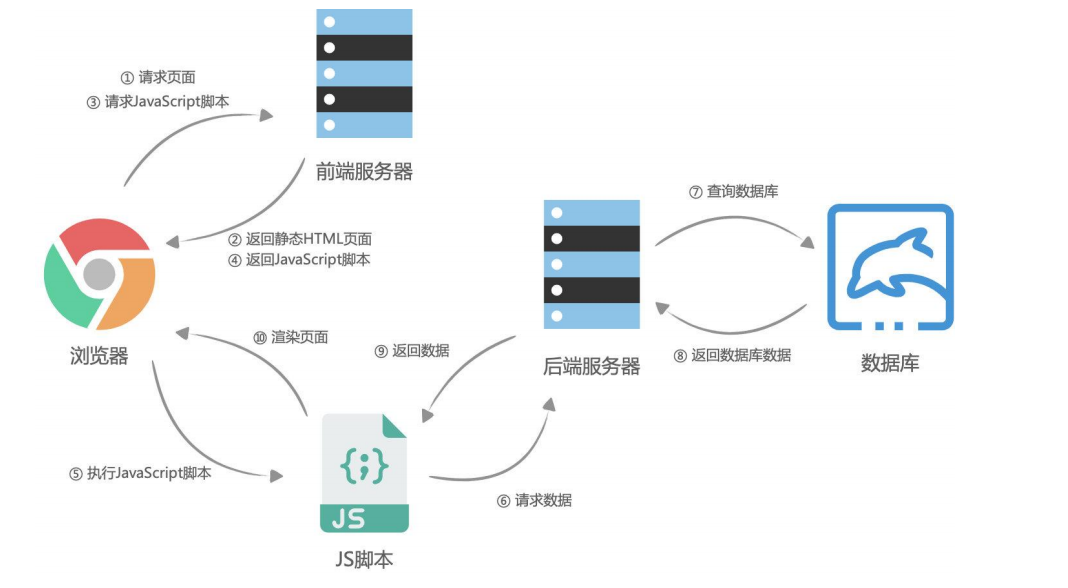 ① 请求页面
③ 请求JavaScript脚本
前端服务器
② 返回静态HTML页面
④ 返回JavaScript脚本
浏览器
⑦ 查询数据库
后端服务器
⑧ 返回数据库数据
数据库
⑩ 渲染页面
⑨ 返回数据
⑤ 执行JavaScript脚本
⑥ 请求数据
{;}
JS
JS脚本